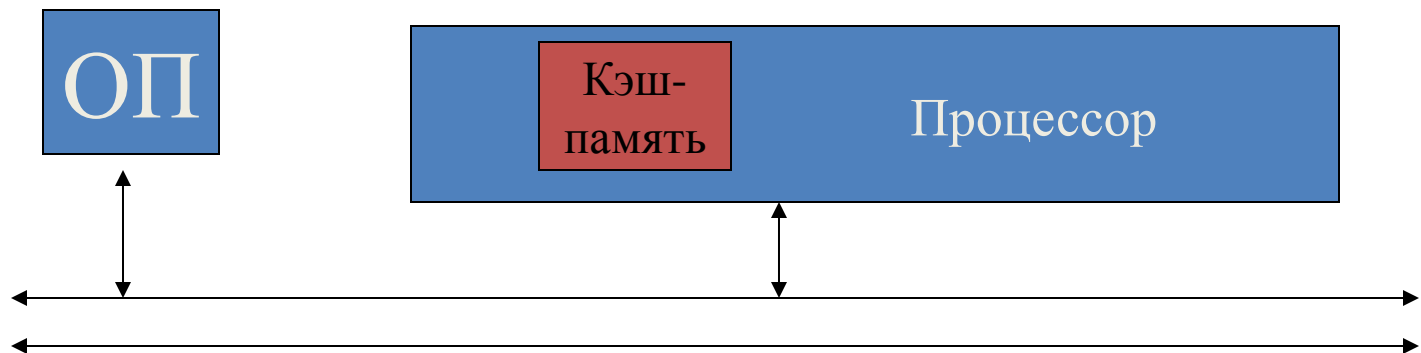 ОП
Кэш-
память
Процессор